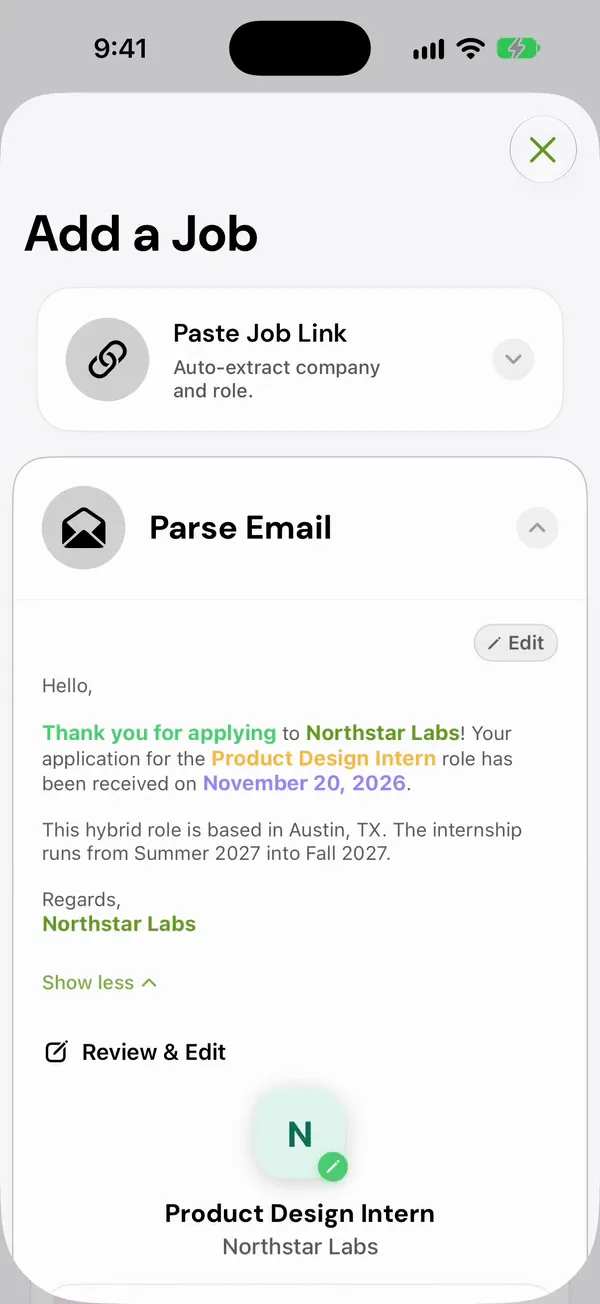 9:41
Add a Job
Paste Job Link
Auto-extract company
and role.
Parse Email
Edit
Hello,
Thank you for applying to Northstar Labs! Your
application for the Product Design Intern role has
been received on November 20, 2026.
This hybrid role is based in Austin, TX. The internship
runs from Summer 2027 into Fall 2027.
Regards,
Northstar Labs
Show less
Review & Edit
N
Product Design Intern
Northstar Labs